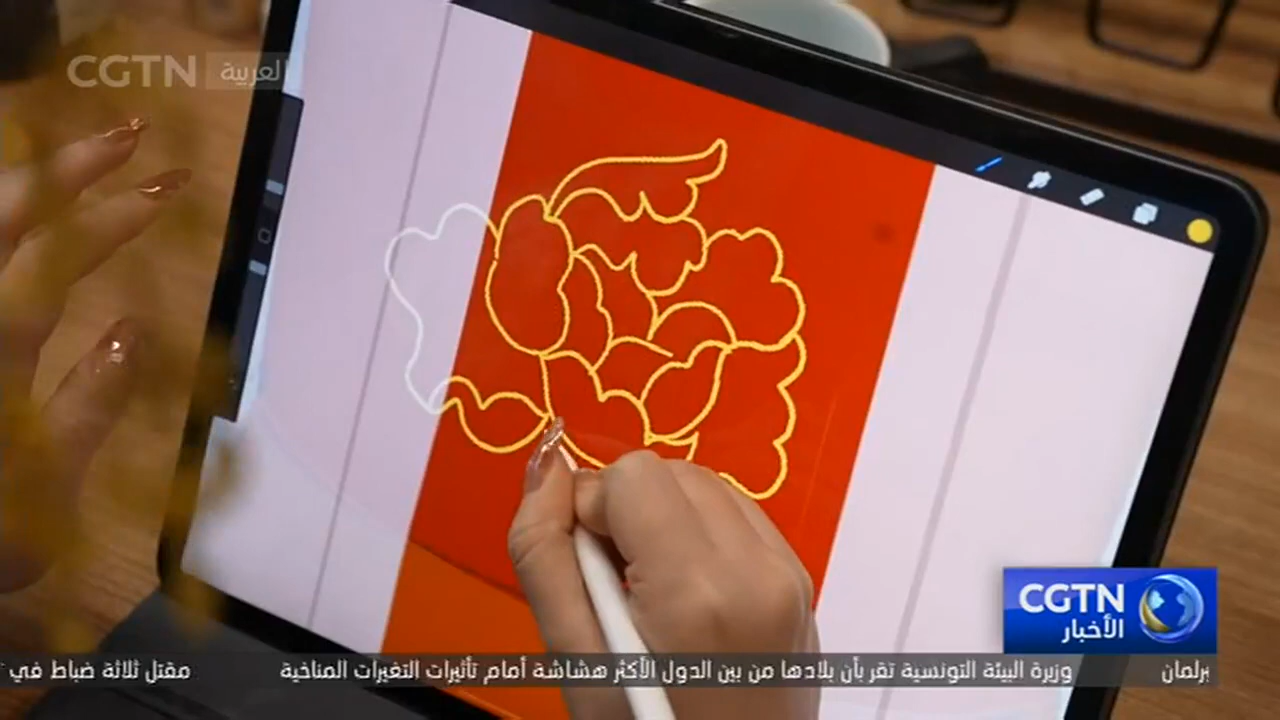 CGTN العربية
CGTN
الأخبار
برلمان
وزيرة البيئة التونسية تقر بأن بلادها من بين الدول الأكثر هشاشة أمام تأثيرات التغيرات المناخية
مقتل ثلاثة ضباط في